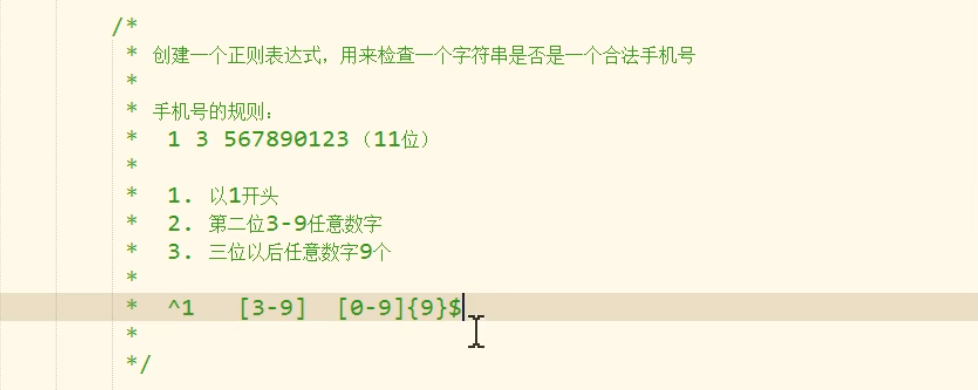 /*
* 创建一个正则表达式，用来检查一个字符串是否是一个合法手机号
*
* 手机号的规则：
* 1 3 567890123（11位）
*
* 1. 以1开头
* 2. 第二位3-9任意数字
* 3. 三位以后任意数字9个
*
* ^1 [3-9] [0-9]{9}$
*
*/